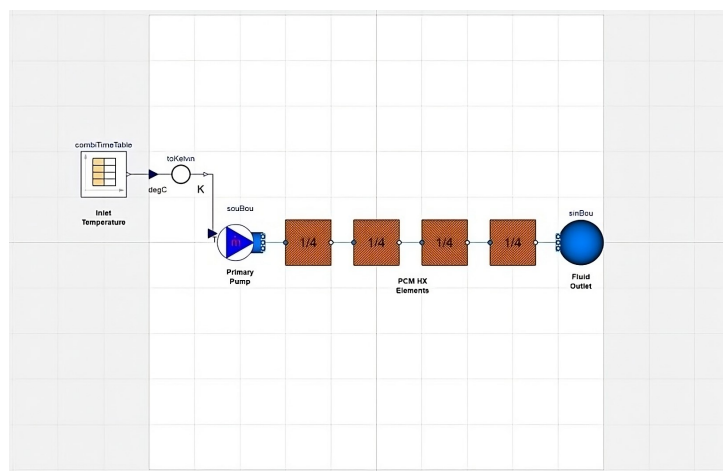 combiTimeTable
toKelvin
degC
K
Inlet
Temperature
souBou
T
ṁ
Primary
Pump
1/4
1/4
1/4
1/4
PCM HX
Elements
sinBou
Fluid
Outlet